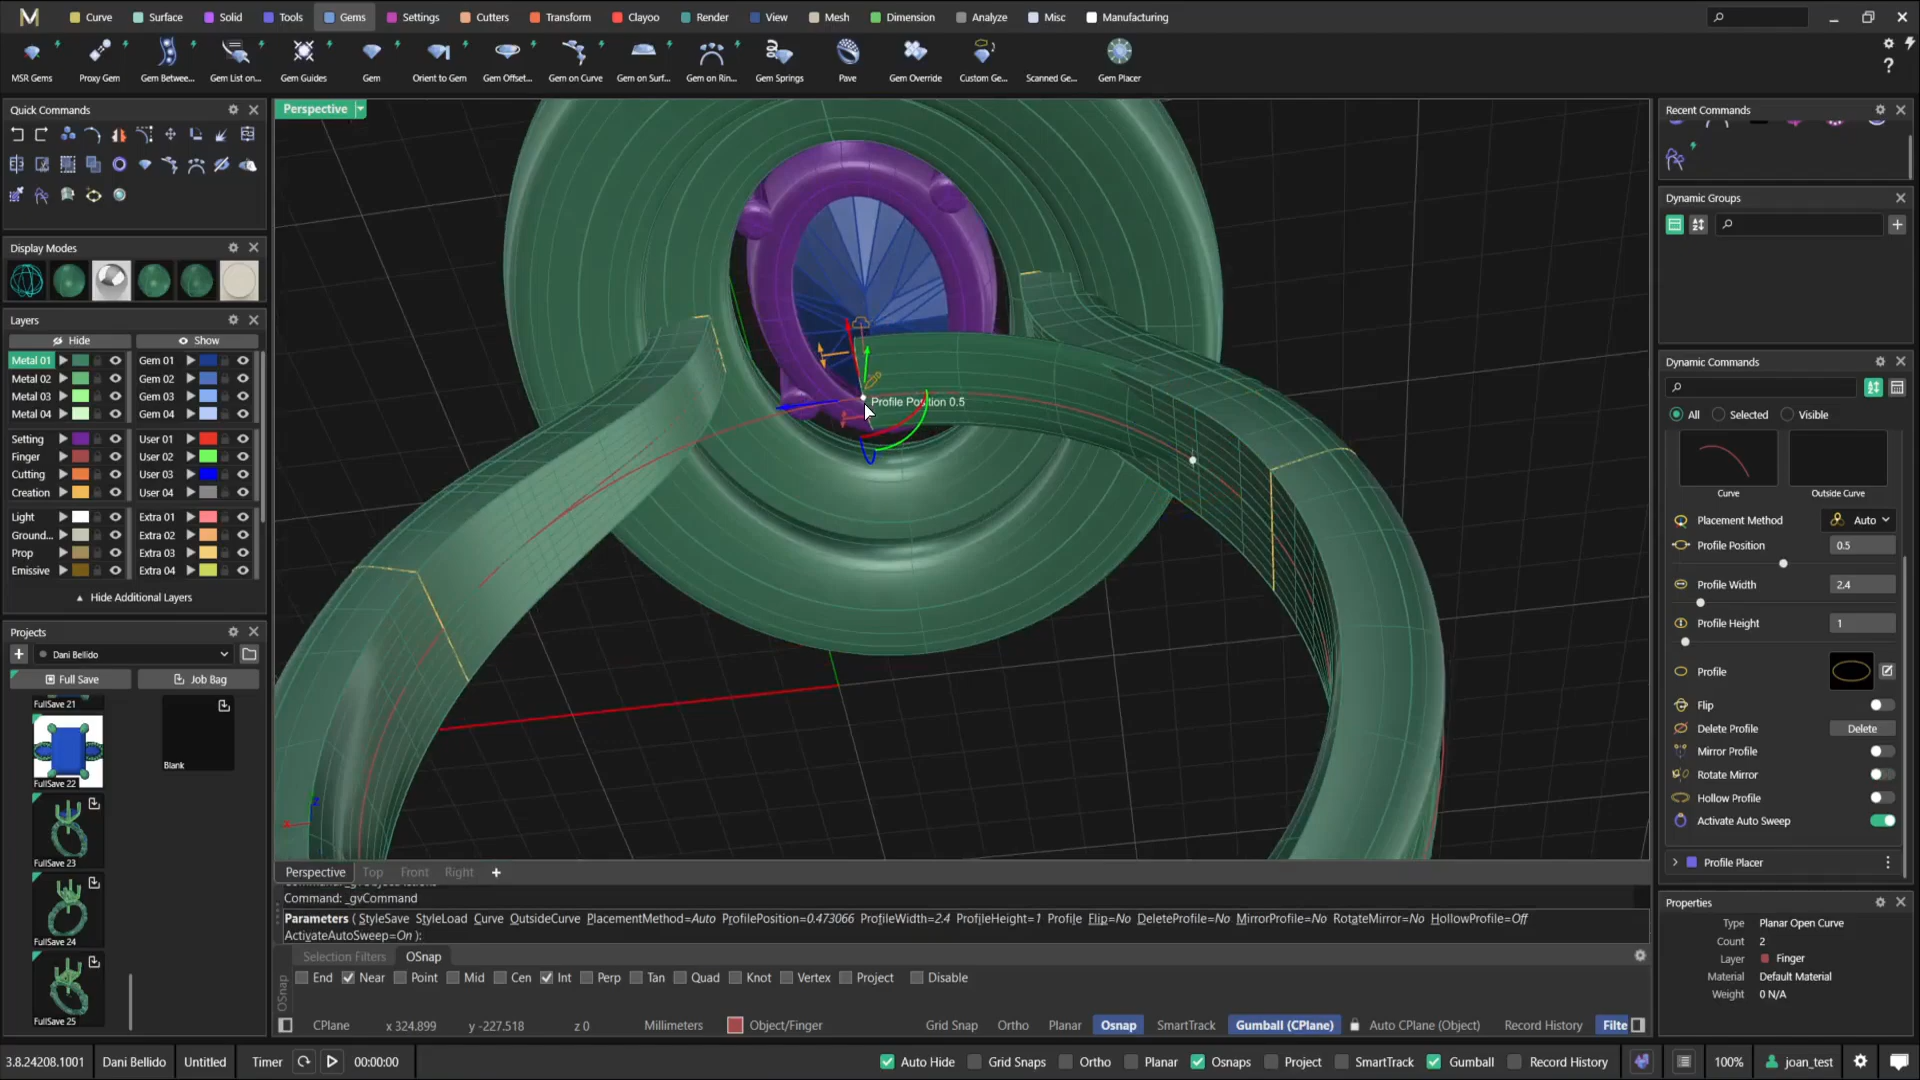 Curve Surface Solid Tools Gems Settings Cutters Transform Clayoo Render View Mesh Dimension Analyze Misc Manufacturing
MSR Gems Proxy Gem Gem Betwee... Gem List on... Gem Guides Gem Orient to Gem Gem Offset... Gem on Curve Gem on Surf... Gem on Rin... Gem Springs Pave Gem Override Custom Ge... Scanned Ge... Gem Placer
Quick Commands
Display Modes
Layers
Hide Show
Metal 01 Gem 01
Metal 02 Gem 02
Metal 03 Gem 03
Metal 04 Gem 04
Setting User 01
Finger User 02
Cutting User 03
Creation User 04
Light Extra 01
Ground... Extra 02
Prop Extra 03
Emissive Extra 04
Hide Additional Layers
Projects
Dani Bellido
Full Save Job Bag
FullSave 21
Blank
FullSave 22
FullSave 23
FullSave 24
FullSave 25
Perspective
Profile Position 0.5
z
x
Perspective Top Front Right
Command: _gvCommand
Parameters ( StyleSave StyleLoad Curve OutsideCurve PlacementMethod=Auto ProfilePosition=0.473066 ProfileWidth=2.4 ProfileHeight=1 Profile Flip=No DeleteProfile=No MirrorProfile=No RotateMirror=No HollowProfile=Off
ActivateAutoSweep=On ):
Selection Filters OSnap
OSnap
End Near Point Mid Cen Int Perp Tan Quad Knot Vertex Project Disable
CPlane x 324.899 y -227.518 z 0 Millimeters Object/Finger Grid Snap Ortho Planar Osnap SmartTrack Gumball (CPlane) Auto CPlane (Object) Record History Filte
Recent Commands
Dynamic Groups
Dynamic Commands
All Selected Visible
Curve Outside Curve
Placement Method Auto
Profile Position 0.5
Profile Width 2.4
Profile Height 1
Profile
Flip
Delete Profile Delete
Mirror Profile
Rotate Mirror
Hollow Profile
Activate Auto Sweep
Profile Placer
Properties
Type Planar Open Curve
Count 2
Layer Finger
Material Default Material
Weight 0 N/A
3.8.24208.1001 Dani Bellido Untitled Timer 00:00:00 Auto Hide Grid Snaps Ortho Planar Osnaps Project SmartTrack Gumball Record History 100% joan_test